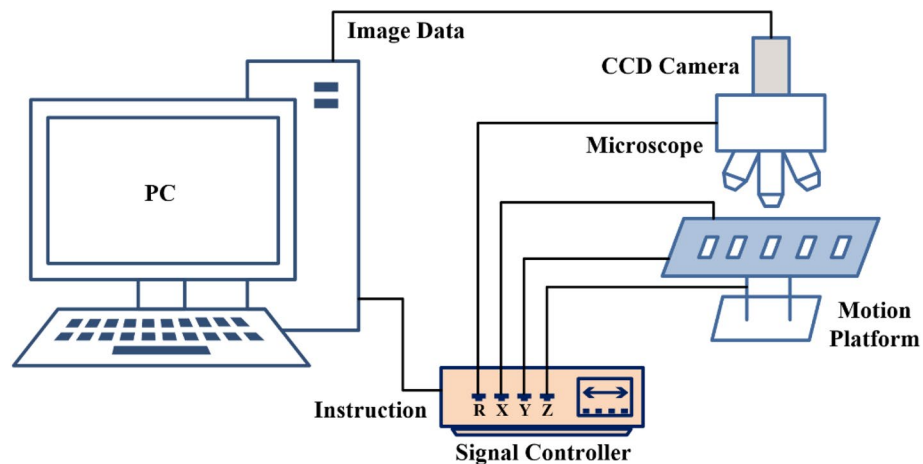 Image Data
CCD Camera
Microscope
PC
Motion
Platform
Instruction
R X Y Z
Signal Controller